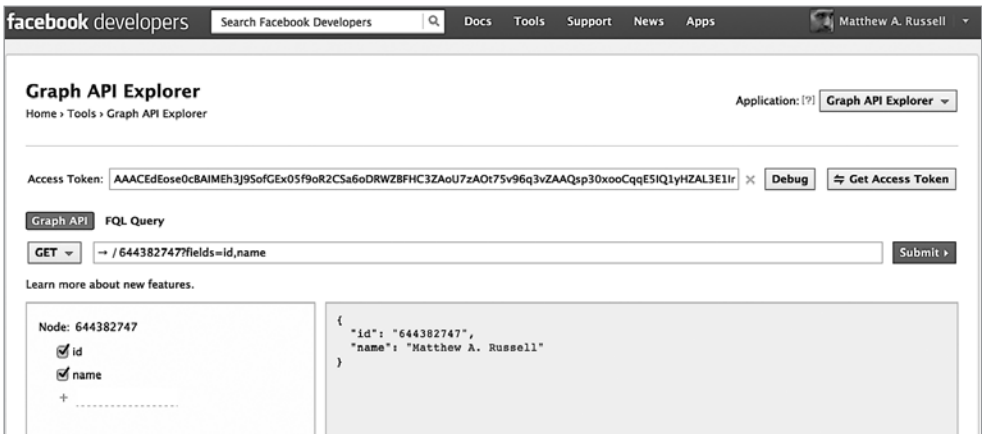 facebook developers Search Facebook Developers Docs Tools Support News Apps Matthew A. Russell
Graph API Explorer
Home › Tools › Graph API Explorer
Application: [?] Graph API Explorer
Access Token: AAACEdEose0cBAIMEh3J9SofGEx05f9oR2CSa6oDRWZBFHC3ZAoU7zAOt75v96q3vZAAQsp30xooCqqE5IQ1yHZAL3E1Ir Debug Get Access Token
Graph API FQL Query
GET → /644382747?fields=id,name Submit ›
Learn more about new features.
Node: 644382747
id
name
+
{
"id": "644382747",
"name": "Matthew A. Russell"
}